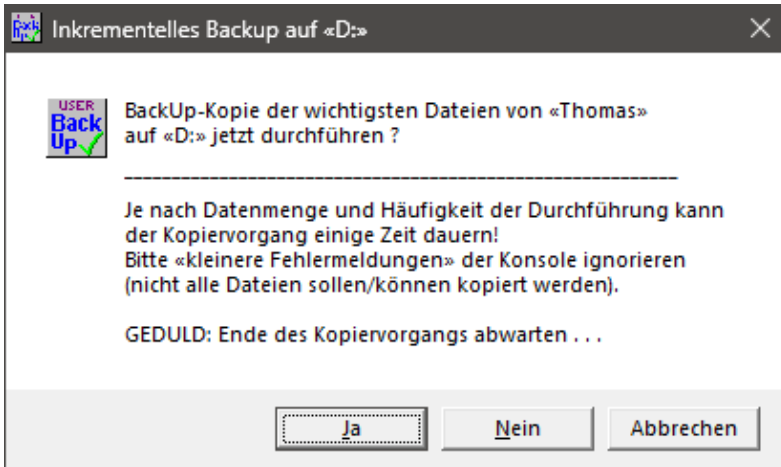 Inkrementelles Backup auf «D:»
USER
Back
Up
BackUp-Kopie der wichtigsten Dateien von «Thomas»
auf «D:» jetzt durchführen ?
Je nach Datenmenge und Häufigkeit der Durchführung kann
der Kopiervorgang einige Zeit dauern!
Bitte «kleinere Fehlermeldungen» der Konsole ignorieren
(nicht alle Dateien sollen/können kopiert werden).
GEDULD: Ende des Kopiervorgangs abwarten . . .
Ja
Nein
Abbrechen